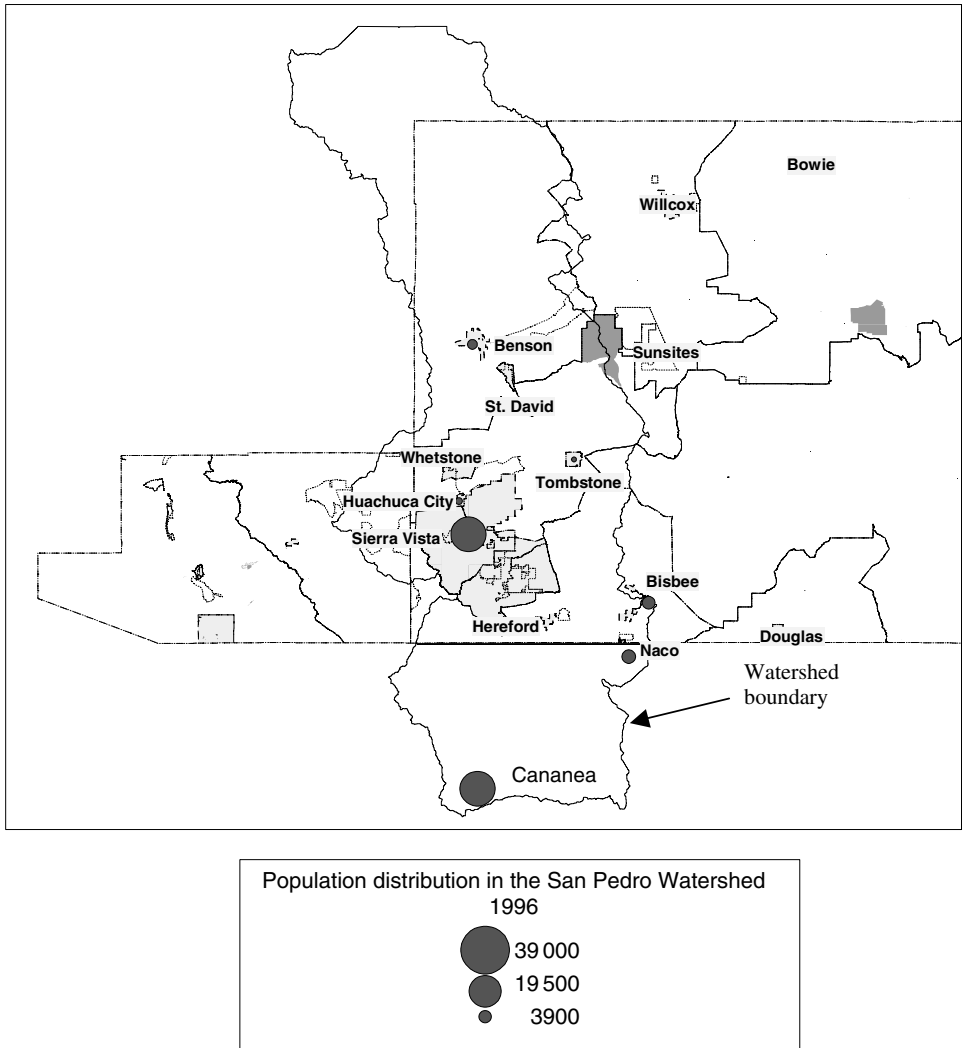 Bowie
Willcox
Benson
Sunsites
St. David
Whetstone
Tombstone
Huachuca City
Sierra Vista
Bisbee
Hereford
Douglas
Naco
Watershed
boundary
Cananea
Population distribution in the San Pedro Watershed
1996
39 000
19 500
3900